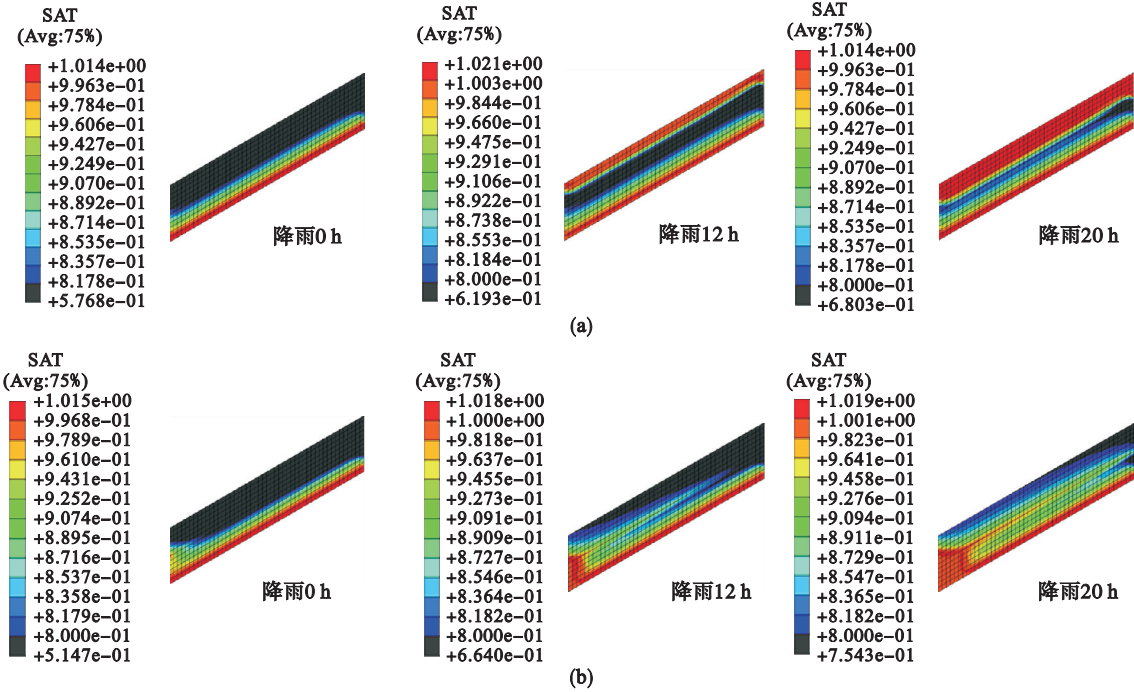 SAT
(Avg:75%)
+1.014e+00
+9.963e−01
+9.784e−01
+9.606e−01
+9.427e−01
+9.249e−01
+9.070e−01
+8.892e−01
+8.714e−01
+8.535e−01
+8.357e−01
+8.178e−01
+5.768e−01
降雨0 h
SAT
(Avg:75%)
+1.021e+00
+1.003e+00
+9.844e−01
+9.660e−01
+9.475e−01
+9.291e−01
+9.106e−01
+8.922e−01
+8.738e−01
+8.553e−01
+8.184e−01
+8.000e−01
+6.193e−01
降雨12 h
SAT
(Avg:75%)
+1.014e+00
+9.963e−01
+9.784e−01
+9.606e−01
+9.427e−01
+9.249e−01
+9.070e−01
+8.892e−01
+8.714e−01
+8.535e−01
+8.357e−01
+8.178e−01
+8.000e−01
+6.803e−01
降雨20 h
(a)
SAT
(Avg:75%)
+1.015e+00
+9.968e−01
+9.789e−01
+9.610e−01
+9.431e−01
+9.252e−01
+9.074e−01
+8.895e−01
+8.716e−01
+8.537e−01
+8.358e−01
+8.179e−01
+8.000e−01
+5.147e−01
降雨0 h
SAT
(Avg:75%)
+1.018e+00
+1.000e+00
+9.818e−01
+9.637e−01
+9.455e−01
+9.273e−01
+9.091e−01
+8.909e−01
+8.727e−01
+8.546e−01
+8.364e−01
+8.182e−01
+8.000e−01
+6.640e−01
降雨12 h
SAT
(Avg:75%)
+1.019e+00
+1.001e+00
+9.823e−01
+9.641e−01
+9.458e−01
+9.276e−01
+9.094e−01
+8.911e−01
+8.729e−01
+8.547e−01
+8.365e−01
+8.182e−01
+8.000e−01
+7.543e−01
降雨20 h
(b)